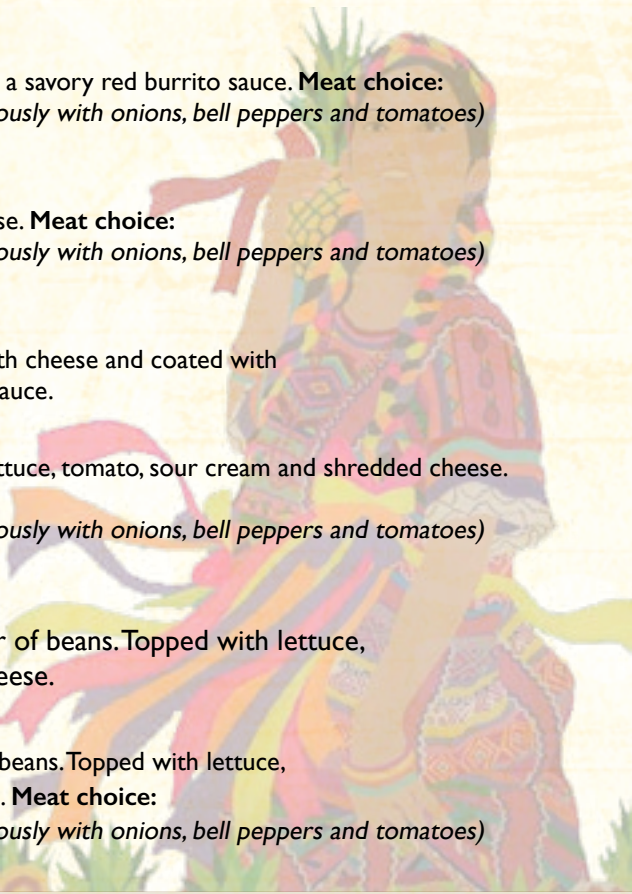 a savory red burrito sauce. Meat choice:
ously with onions, bell peppers and tomatoes)
se. Meat choice:
ously with onions, bell peppers and tomatoes)
th cheese and coated with
auce.
ttuce, tomato, sour cream and shredded cheese.
ously with onions, bell peppers and tomatoes)
r of beans. Topped with lettuce,
eese.
beans. Topped with lettuce,
. Meat choice:
ously with onions, bell peppers and tomatoes)